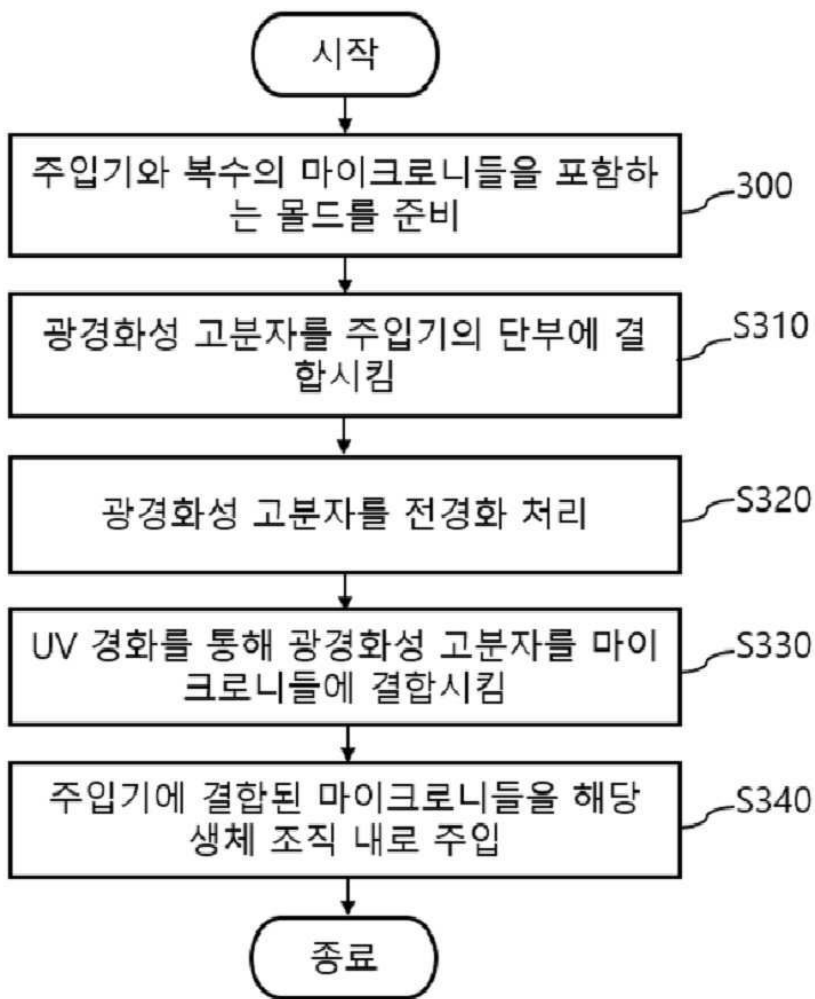 시작
주입기와 복수의 마이크로니들을 포함하
는 몰드를 준비
300
광경화성 고분자를 주입기의 단부에 결
합시킴
S310
광경화성 고분자를 전경화 처리
S320
UV 경화를 통해 광경화성 고분자를 마이
크로니들에 결합시킴
S330
주입기에 결합된 마이크로니들을 해당
생체 조직 내로 주입
S340
종료